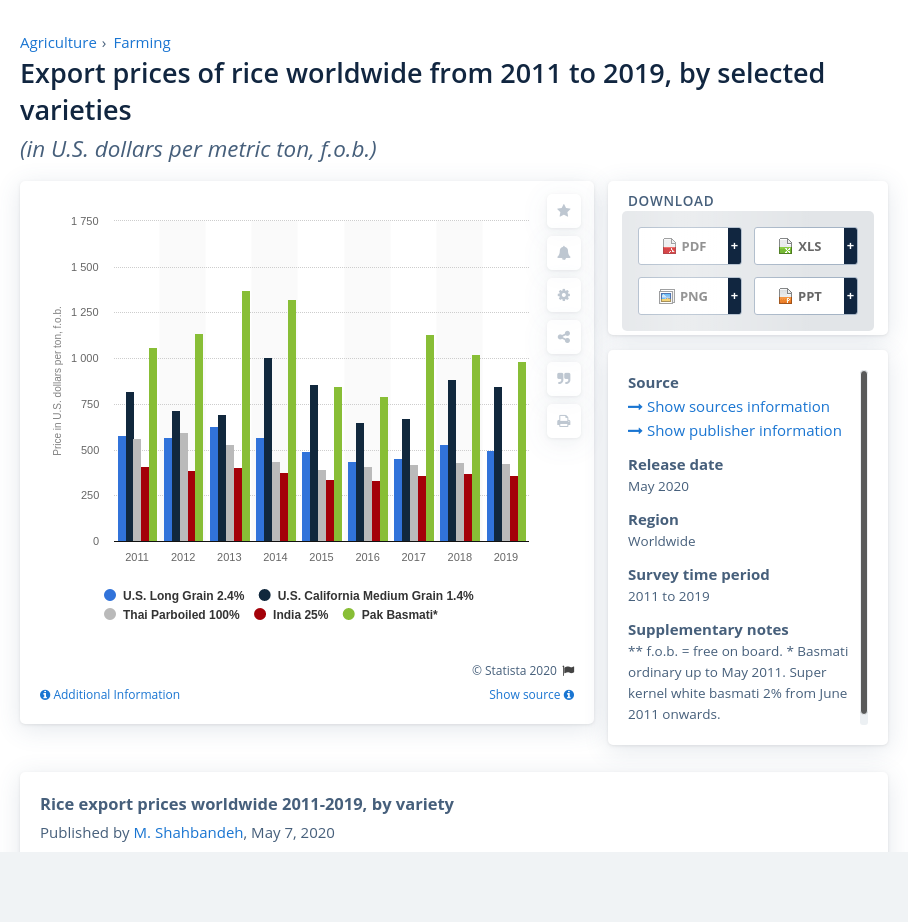 Agriculture › Farming
Export prices of rice worldwide from 2011 to 2019, by selected
varieties
(in U.S. dollars per metric ton, f.o.b.)
1 750
1 500
1 250
1 000
750
500
250
0
Price in U.S. dollars per ton, f.o.b.
2011 2012 2013 2014 2015 2016 2017 2018 2019
U.S. Long Grain 2.4% U.S. California Medium Grain 1.4%
Thai Parboiled 100% India 25% Pak Basmati*
© Statista 2020
Additional Information Show source
DOWNLOAD
PDF + XLS +
PNG + PPT +
Source
Show sources information
Show publisher information
Release date
May 2020
Region
Worldwide
Survey time period
2011 to 2019
Supplementary notes
** f.o.b. = free on board. * Basmati
ordinary up to May 2011. Super
kernel white basmati 2% from June
2011 onwards.
Rice export prices worldwide 2011-2019, by variety
Published by M. Shahbandeh, May 7, 2020